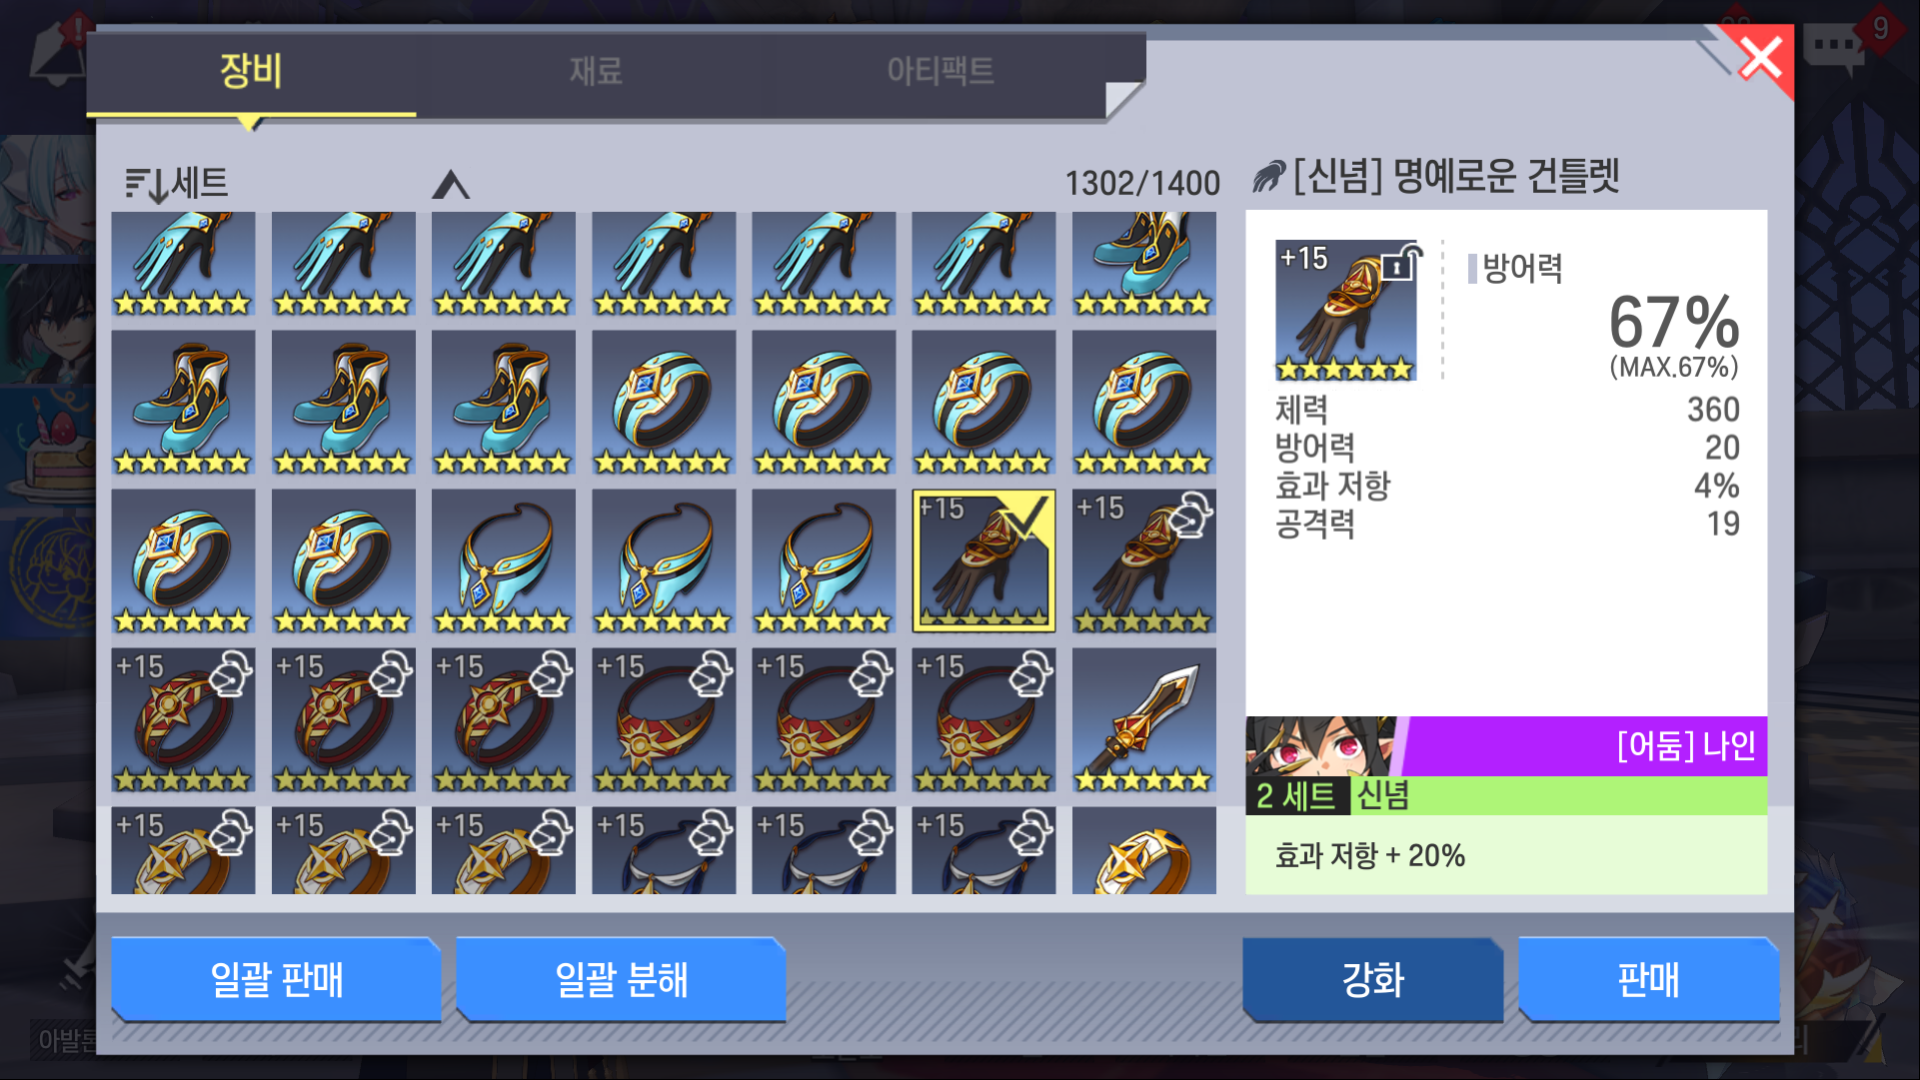 장비
재료
아티팩트
9
세트
1302/1400
[신념] 명예로운 건틀렛
+15
방어력
67%
(MAX.67%)
체력 360
방어력 20
효과 저항 4%
공격력 19
+15 +15
+15 +15 +15 +15 +15 +15
+15 +15 +15 +15 +15 +15
[어둠] 나인
2 세트 신념
효과 저항 + 20%
일괄 판매
일괄 분해
강화
판매
아발론